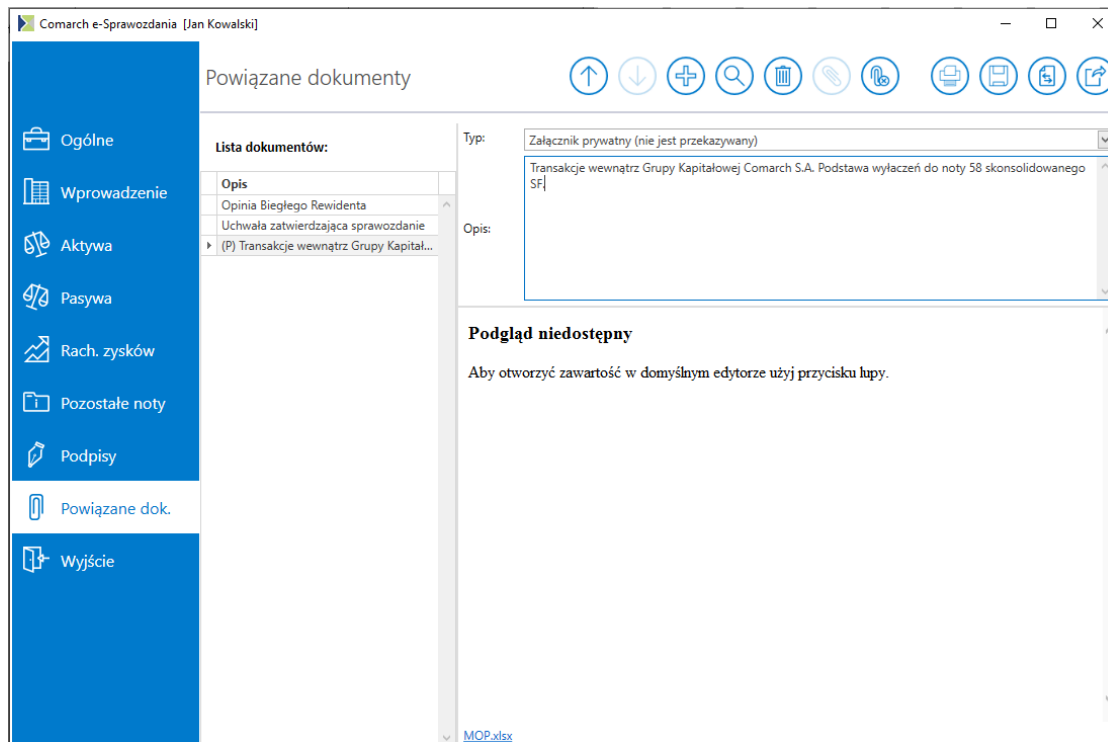 Comarch e-Sprawozdania [Jan Kowalski]
Powiązane dokumenty
Ogólne
Wprowadzenie
Aktywa
Pasywa
Rach. zysków
Pozostałe noty
Podpisy
Powiązane dok.
Wyjście
Lista dokumentów:
Opis
Opinia Biegłego Rewidenta
Uchwała zatwierdzająca sprawozdanie
(P) Transakcje wewnątrz Grupy Kapitał...
Typ:
Załącznik prywatny (nie jest przekazywany)
Opis:
Transakcje wewnątrz Grupy Kapitałowej Comarch S.A. Podstawa wyłaczeń do noty 58 skonsolidowanego
SF.
Podgląd niedostępny
Aby otworzyć zawartość w domyślnym edytorze użyj przycisku lupy.
MOP.xlsx